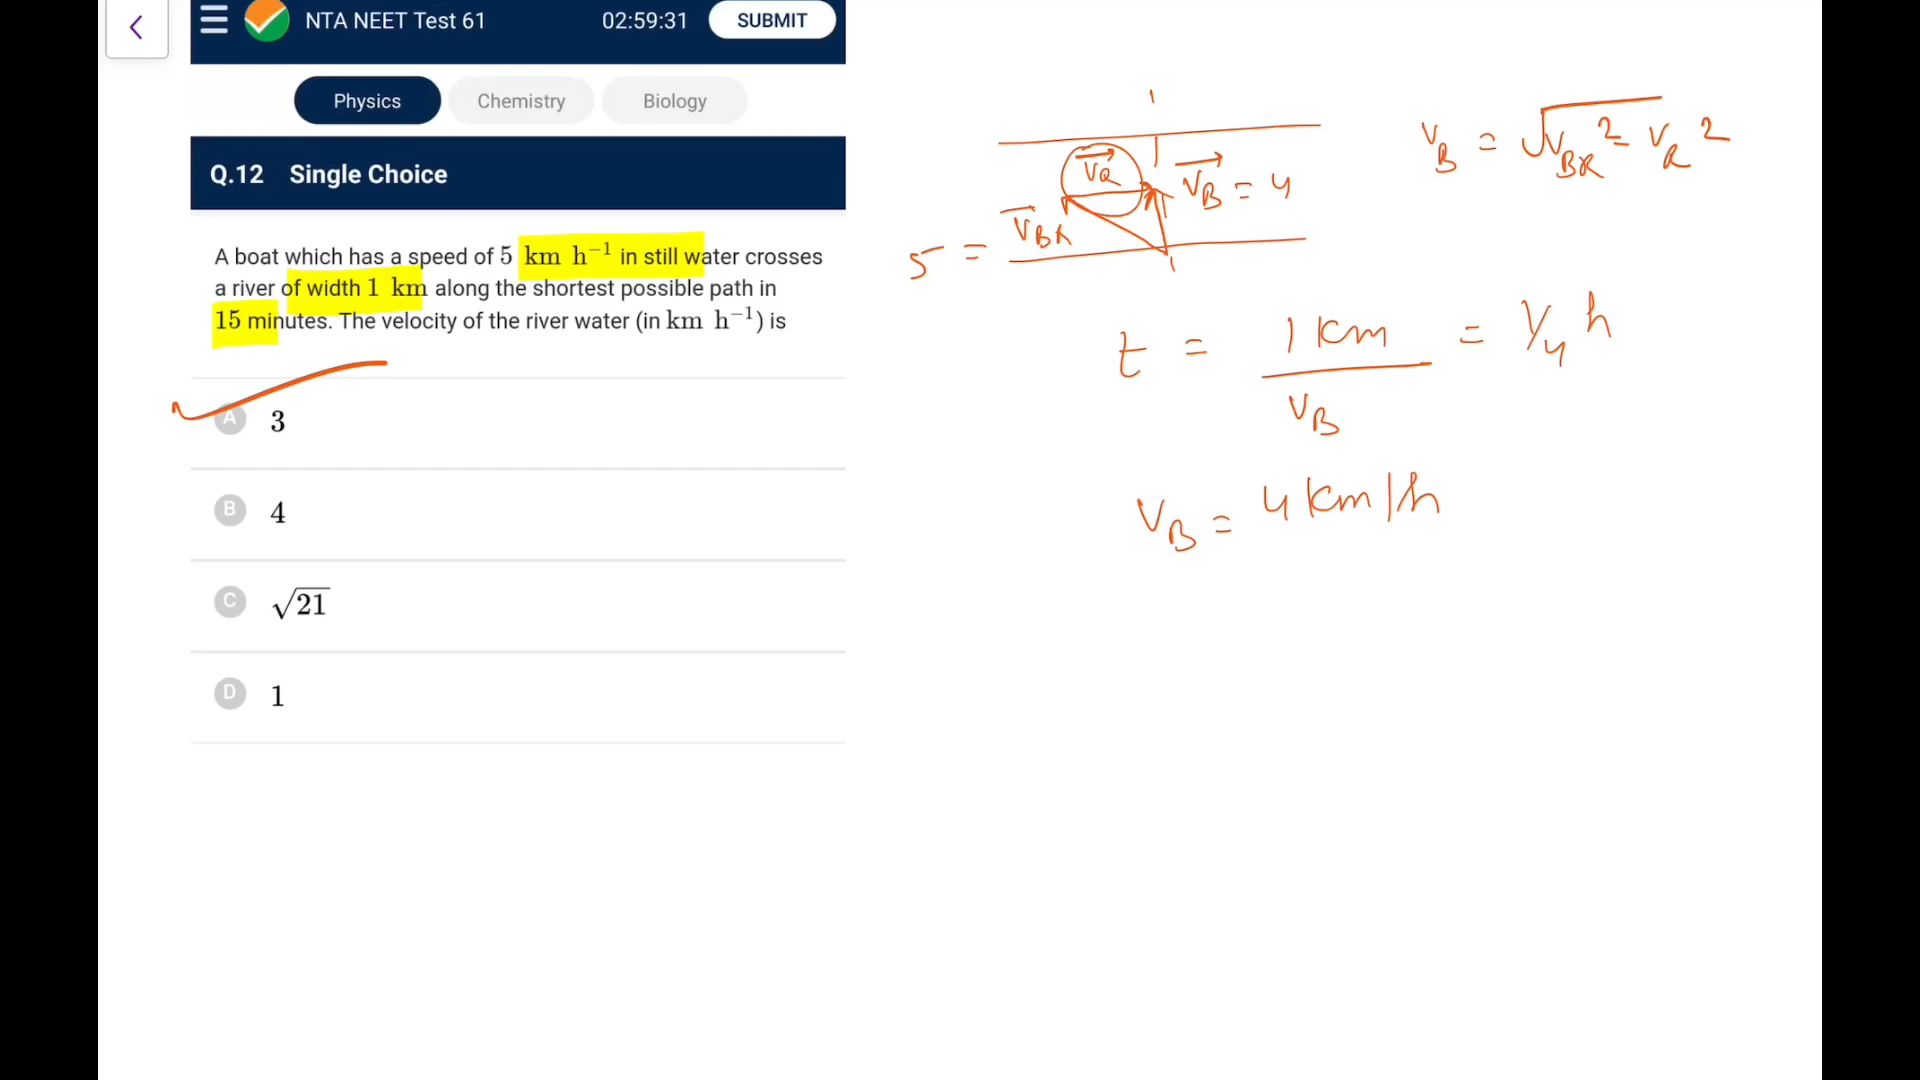 NTA NEET Test 61
02:59:31
SUBMIT
Physics
Chemistry
Biology
Q.12 Single Choice
A boat which has a speed of 5 km h⁻¹ in still water crosses
a river of width 1 km along the shortest possible path in
15 minutes. The velocity of the river water (in km h⁻¹) is
A 3
B 4
C √21
D 1
V_R
V_B = 4
5 = V_BR
V_B = √V_BR² - V_R²
t = 1 km / V_B = 1/4 h
V_B = 4 km/h